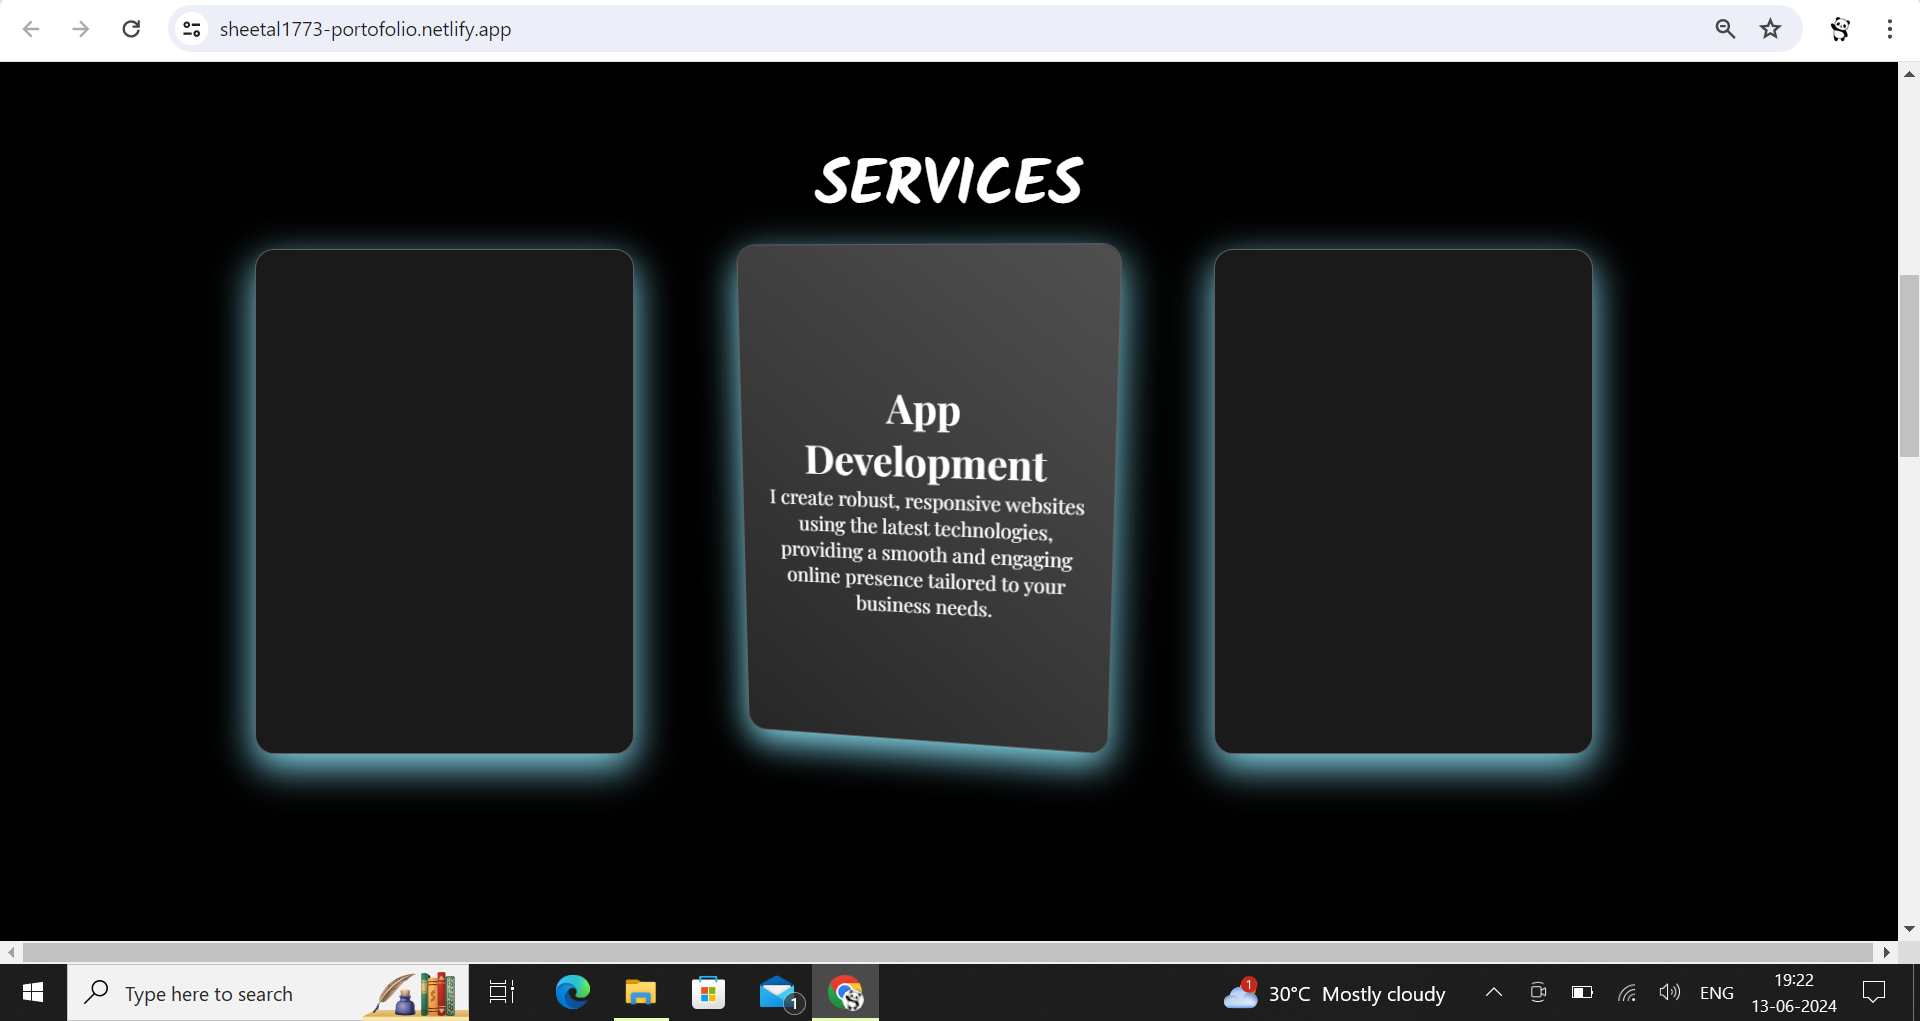 sheetal1773-portofolio.netlify.app
SERVICES
App
Development
I create robust, responsive websites
using the latest technologies,
providing a smooth and engaging
online presence tailored to your
business needs.
Type here to search
1
1
30°C Mostly cloudy
ENG
19:22
13-06-2024